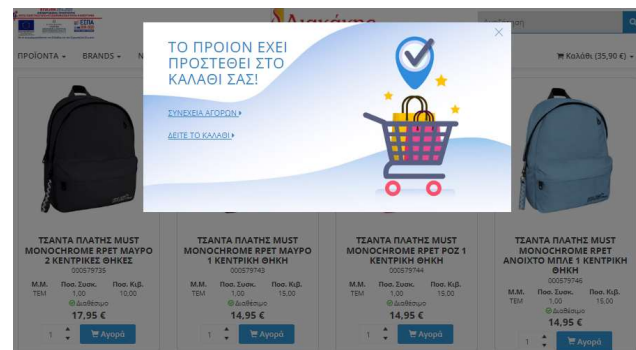 Διακάκης
ΠΡΟΪΟΝΤΑ
BRANDS
Καλάθι (35,90 €)
ΤΟ ΠΡΟΙΟΝ ΕΧΕΙ
ΠΡΟΣΤΕΘΕΙ ΣΤΟ
ΚΑΛΑΘΙ ΣΑΣ!
ΣΥΝΕΧΕΙΑ ΑΓΟΡΩΝ
ΔΕΙΤΕ ΤΟ ΚΑΛΑΘΙ
ΤΣΑΝΤΑ ΠΛΑΤΗΣ MUST
MONOCHROME RPET ΜΑΥΡΟ
2 ΚΕΝΤΡΙΚΕΣ ΘΗΚΕΣ
000579735
Μ.Μ. Ποσ. Συσκ. Ποσ. Κιβ.
ΤΕΜ 1,00 10,00
Διαθέσιμο
17,95 €
1 Αγορά
ΤΣΑΝΤΑ ΠΛΑΤΗΣ MUST
MONOCHROME RPET ΜΑΥΡΟ
1 ΚΕΝΤΡΙΚΗ ΘΗΚΗ
000579743
Μ.Μ. Ποσ. Συσκ. Ποσ. Κιβ.
ΤΕΜ 1,00 15,00
Διαθέσιμο
14,95 €
1 Αγορά
ΤΣΑΝΤΑ ΠΛΑΤΗΣ MUST
MONOCHROME RPET ΡΟΖ 1
ΚΕΝΤΡΙΚΗ ΘΗΚΗ
000579744
Μ.Μ. Ποσ. Συσκ. Ποσ. Κιβ.
ΤΕΜ 1,00 15,00
Διαθέσιμο
14,95 €
1 Αγορά
ΤΣΑΝΤΑ ΠΛΑΤΗΣ MUST
MONOCHROME RPET
ΑΝΟΙΧΤΟ ΜΠΛΕ 1 ΚΕΝΤΡΙΚΗ
ΘΗΚΗ
000579746
Μ.Μ. Ποσ. Συσκ. Ποσ. Κιβ.
ΤΕΜ 1,00 15,00
Διαθέσιμο
14,95 €
1 Αγορά